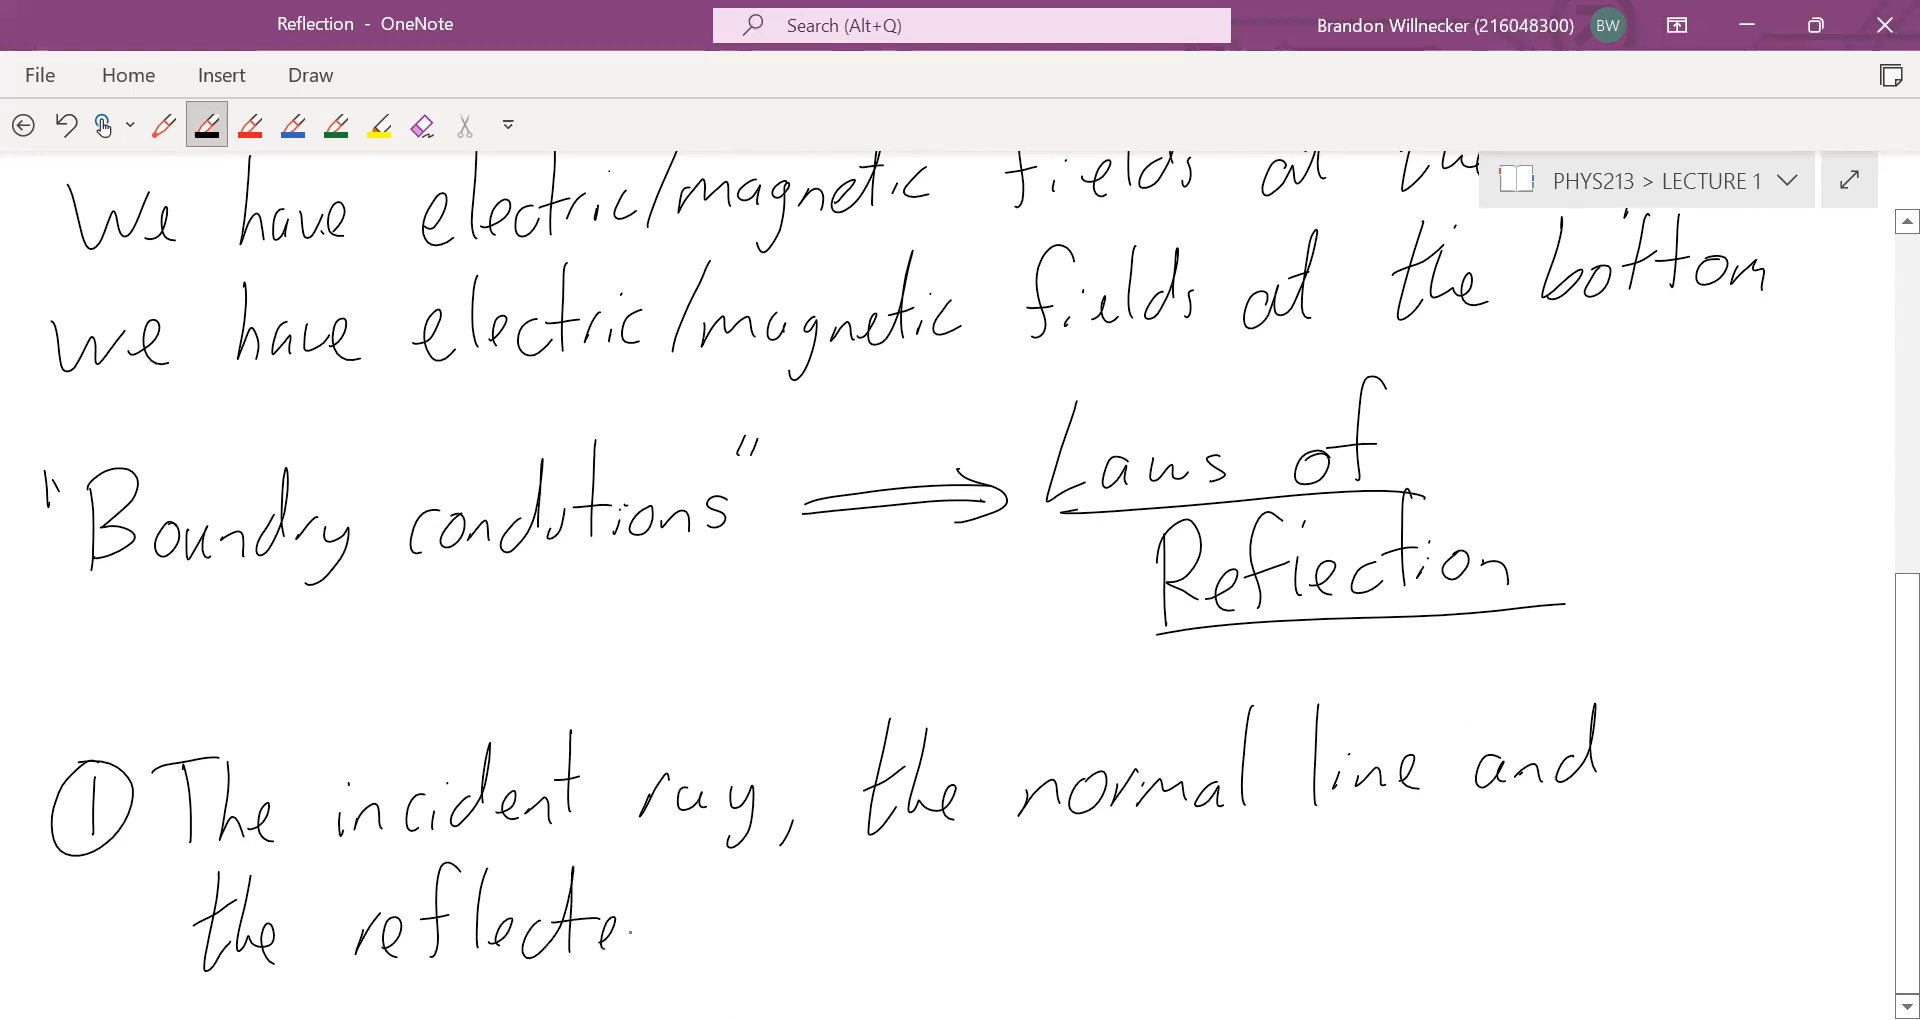 Reflection - OneNote
Search (Alt+Q)
Brandon Willnecker (216048300)
BW
File Home Insert Draw
PHYS213 > LECTURE 1
We have electric/magnetic fields at the
we have electric/magnetic fields at the bottom
"Boundry conditions" ⟹ Laws of
Reflection
① The incident ray, the normal line and
the reflecte